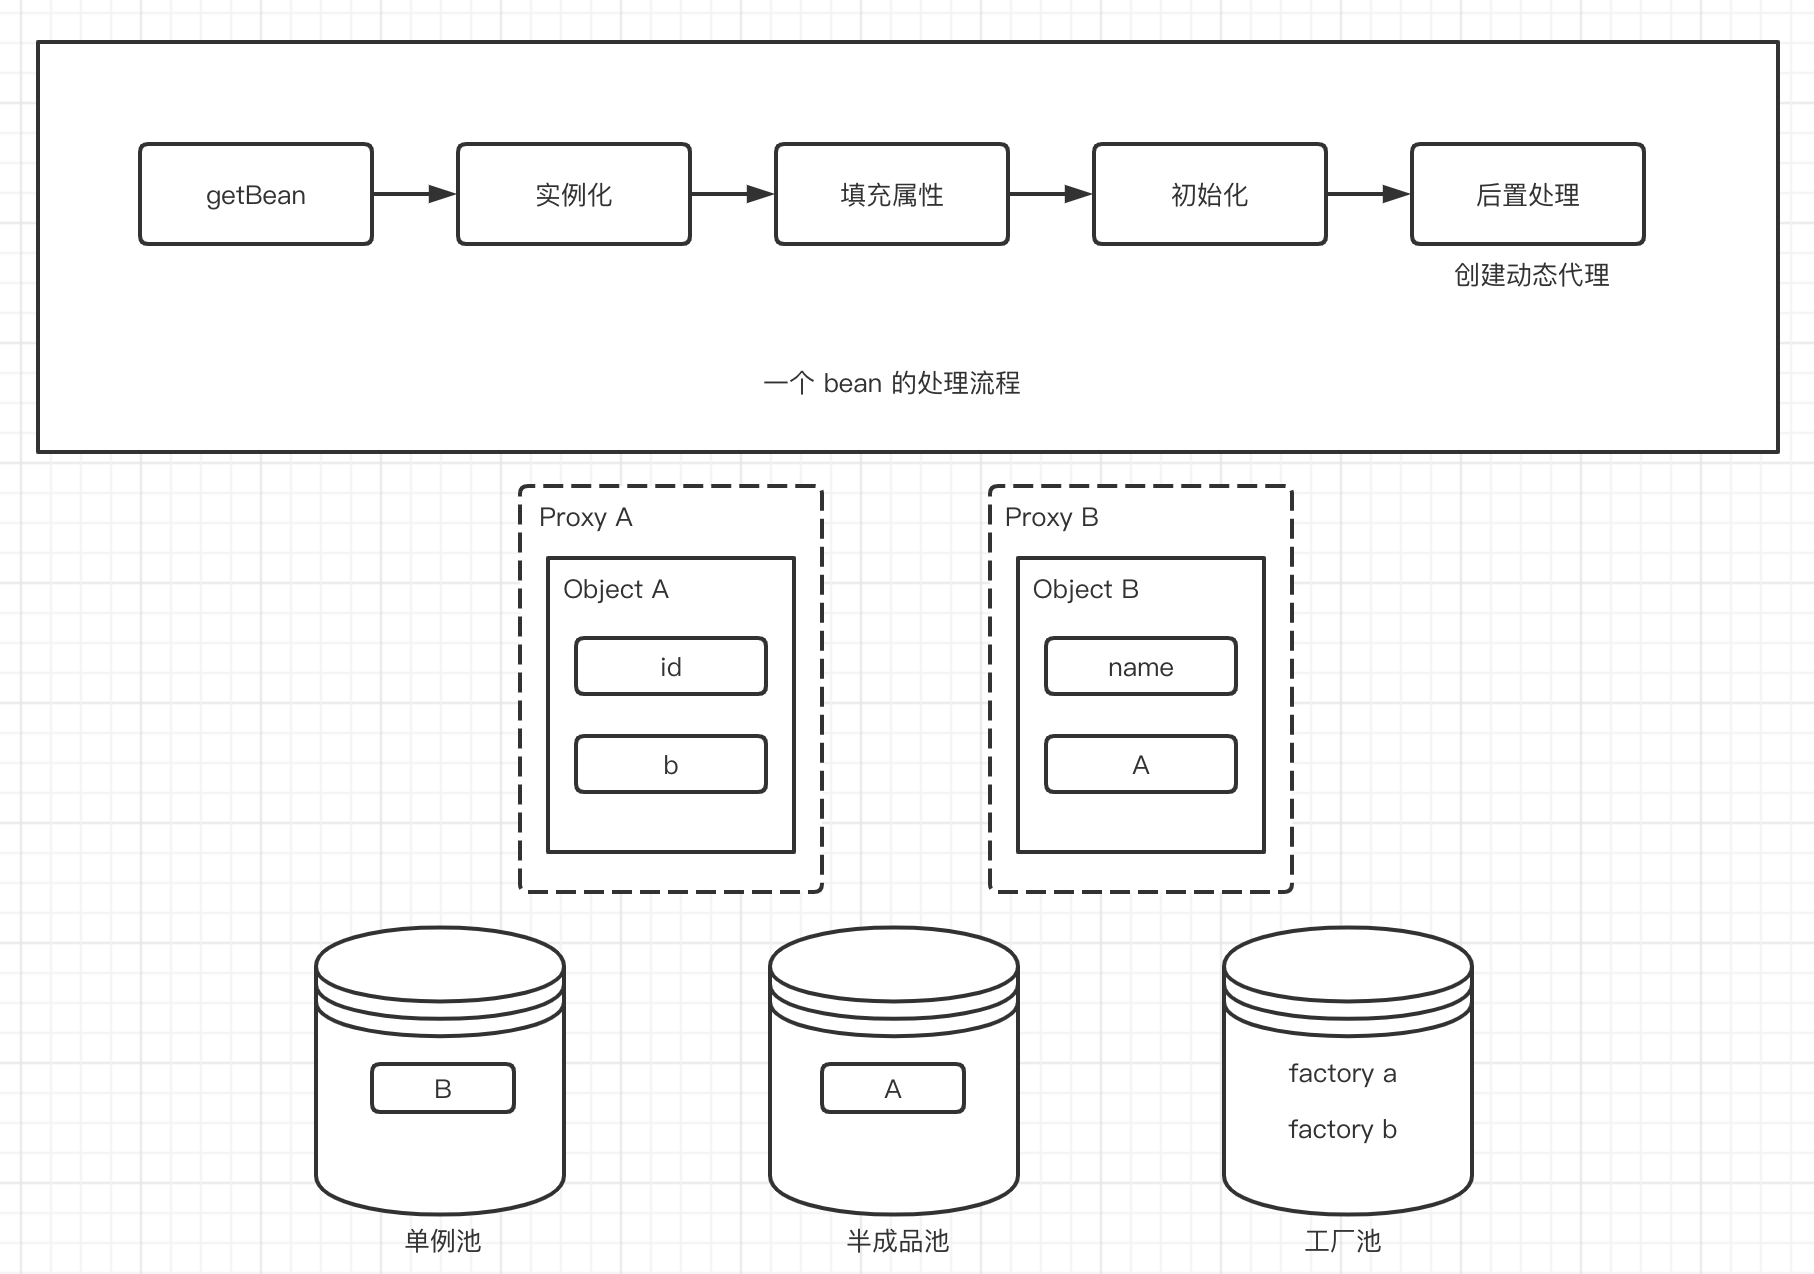 getBean
实例化
填充属性
初始化
后置处理
创建动态代理
一个 bean 的处理流程
Proxy A
Object A
id
b
Proxy B
Object B
name
A
B
单例池
A
半成品池
factory a
factory b
工厂池